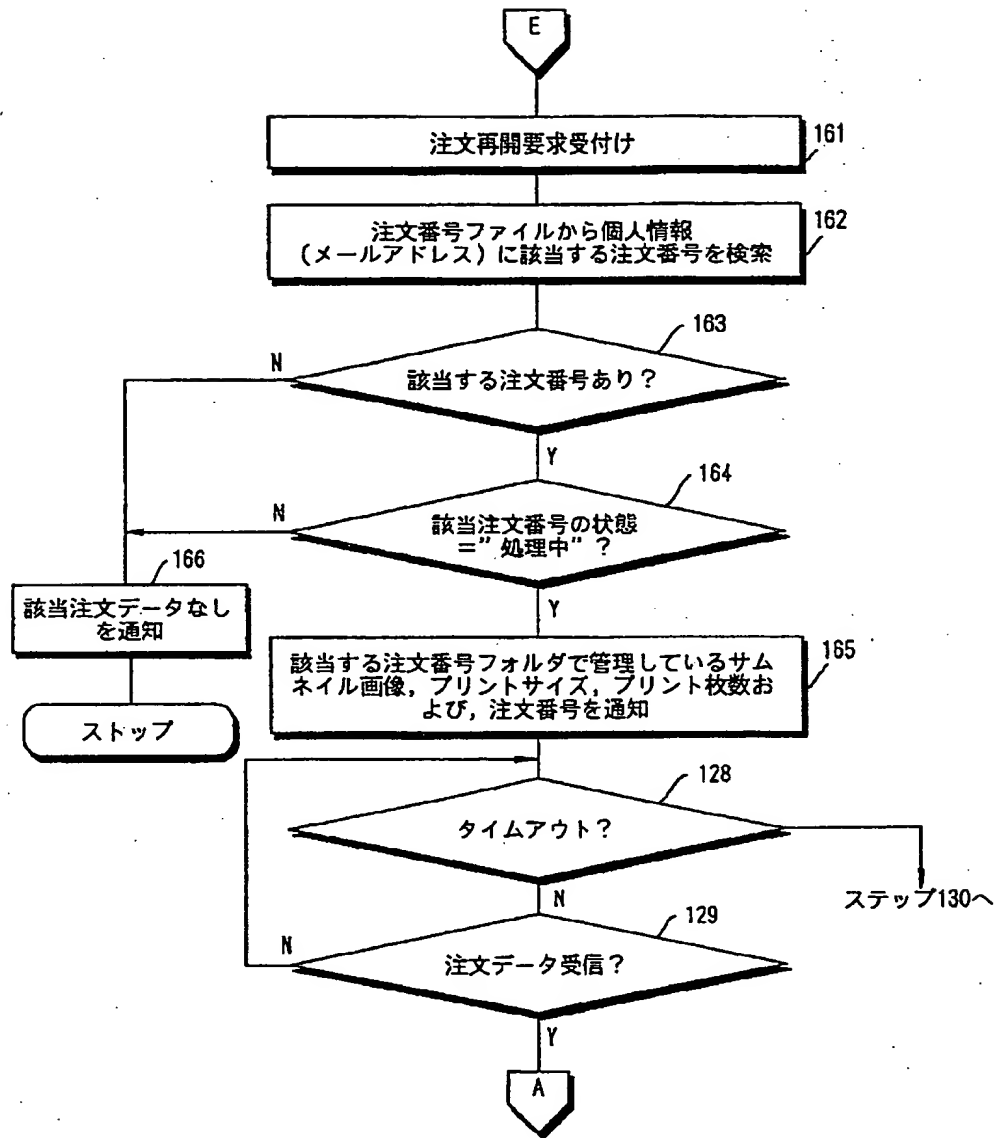 E
注文再開要求受付け
161
注文番号ファイルから個人情報
(メールアドレス)に該当する注文番号を検索
162
163
N
該当する注文番号あり?
Y
164
N
該当注文番号の状態
=”処理中”?
166
Y
該当注文データなし
を通知
該当する注文番号フォルダで管理しているサム
ネイル画像,プリントサイズ,プリント枚数お
よび,注文番号を通知
165
ストップ
128
タイムアウト?
ステップ130へ
N
129
N
注文データ受信?
Y
A